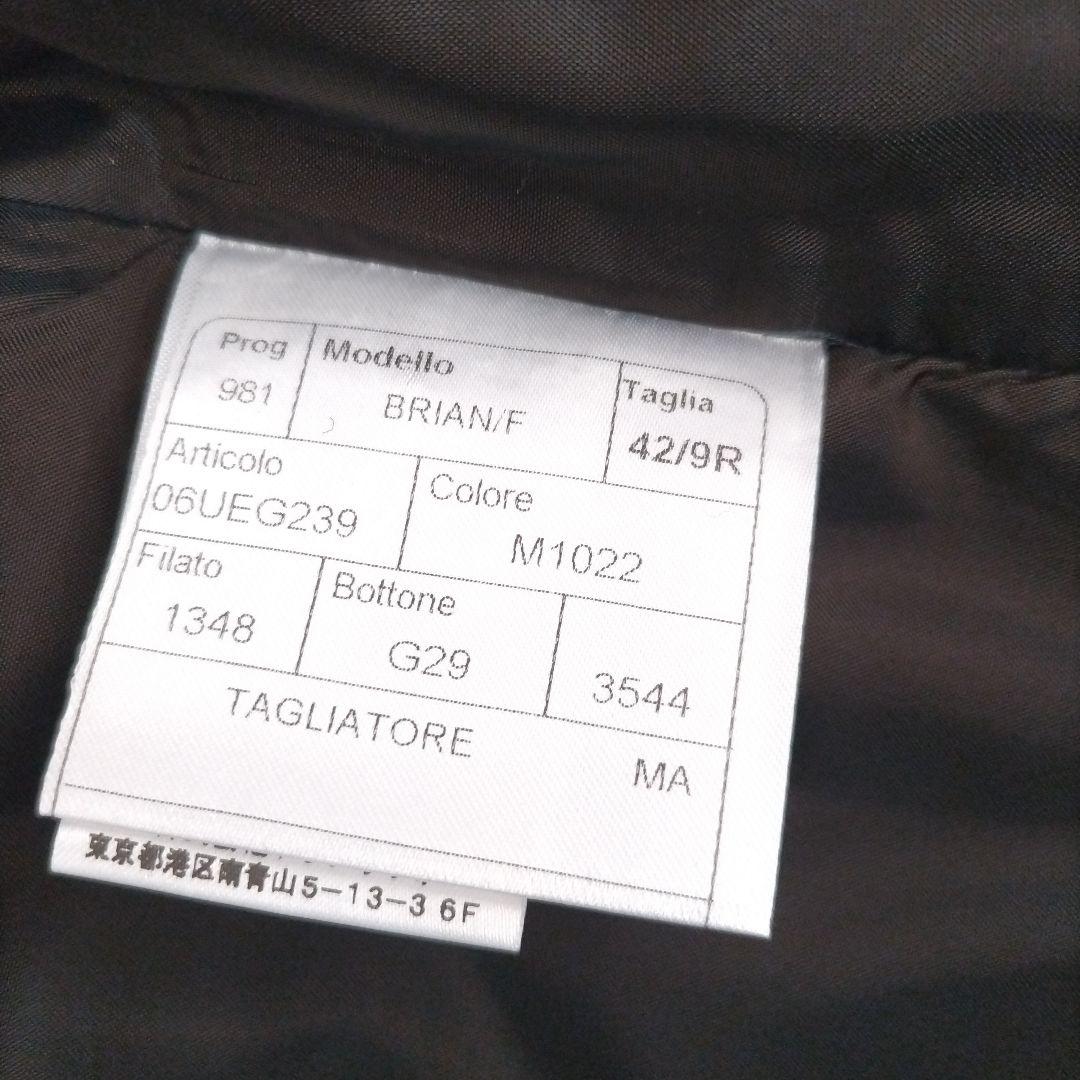 Prog
981
Modello
BRIAN/F
Taglia
42/9R
Articolo
06UEG239
Colore
M1022
Filato
1348
Bottone
G29
3544
TAGLIATORE
MA
東京都港区南青山5-13-3 6F